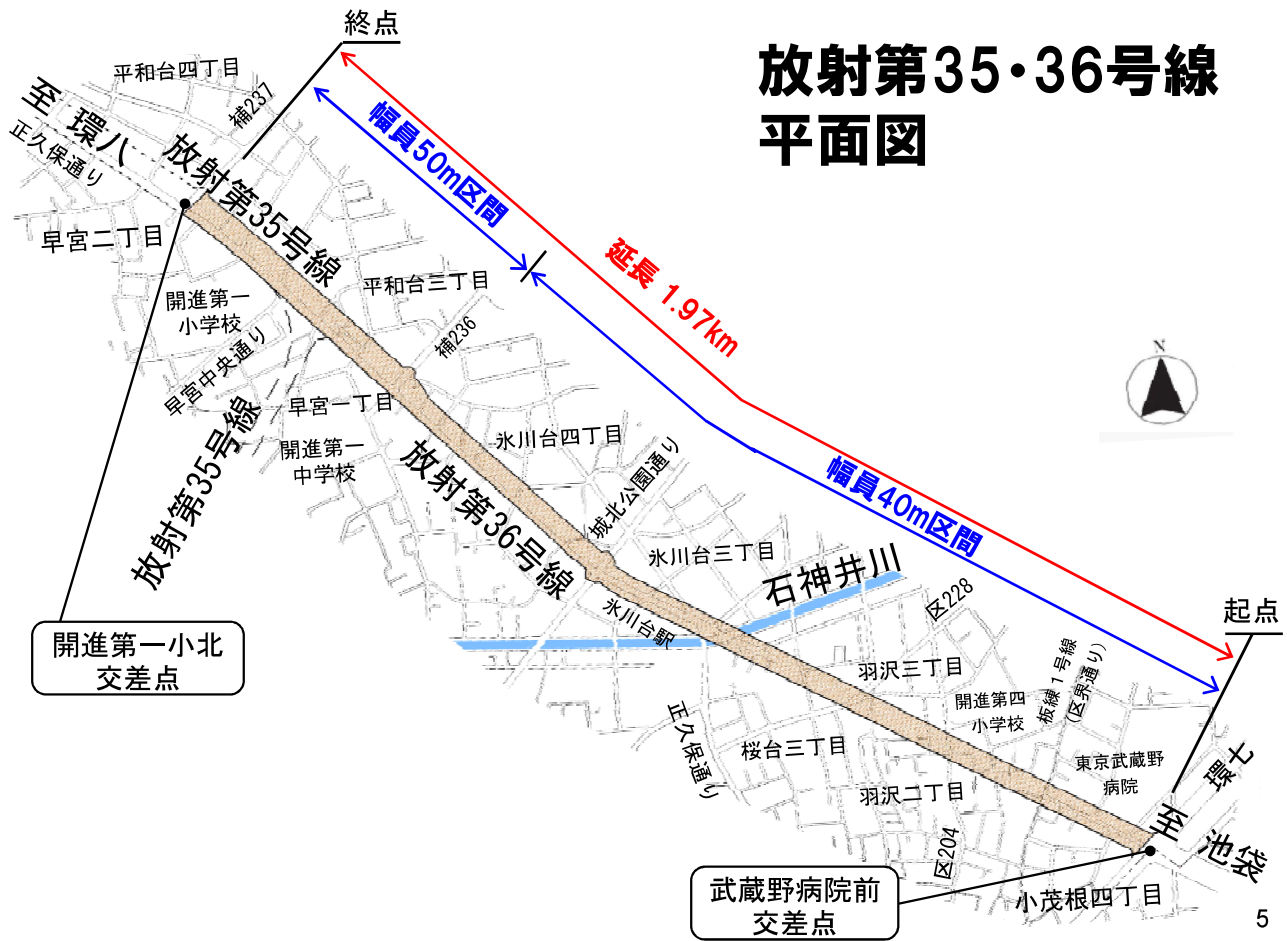 放射第35・36号線
平面図
終点
平和台四丁目
至 環八
補237
正久保通り
放射第35号線
幅員50m区間
早宮二丁目
延長 1.97km
平和台三丁目
開進第一
小学校
補236
早宮中央通り
早宮一丁目
N
放射第35号線
開進第一
中学校
氷川台四丁目
放射第36号線
城北公園通り
幅員40m区間
氷川台三丁目
石神井川
氷川台駅
区228
起点
開進第一小北
交差点
羽沢三丁目
板練1号線
(区界通り)
開進第四
小学校
正久保通り
桜台三丁目
東京武蔵野
病院
環七
羽沢二丁目
至 池袋
区204
武蔵野病院前
交差点
小茂根四丁目
5